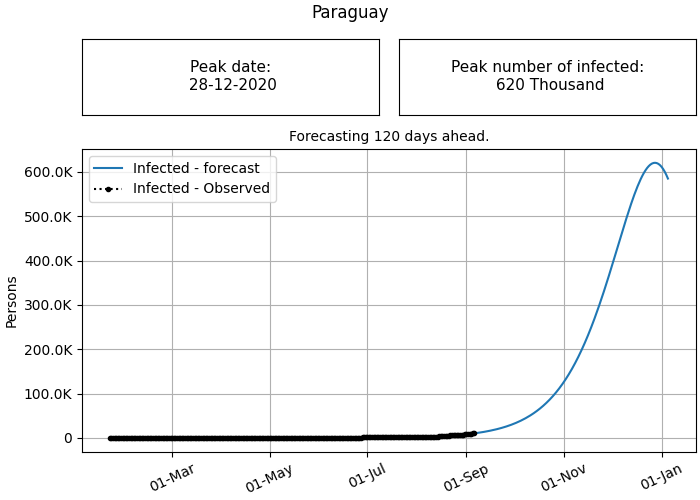 Paraguay
Peak date:
28-12-2020
Peak number of infected:
620 Thousand
Forecasting 120 days ahead.
Infected - forecast
Infected - Observed
600.0K
500.0K
400.0K
300.0K
200.0K
100.0K
0
Persons
01-Mar
01-May
01-Jul
01-Sep
01-Nov
01-Jan